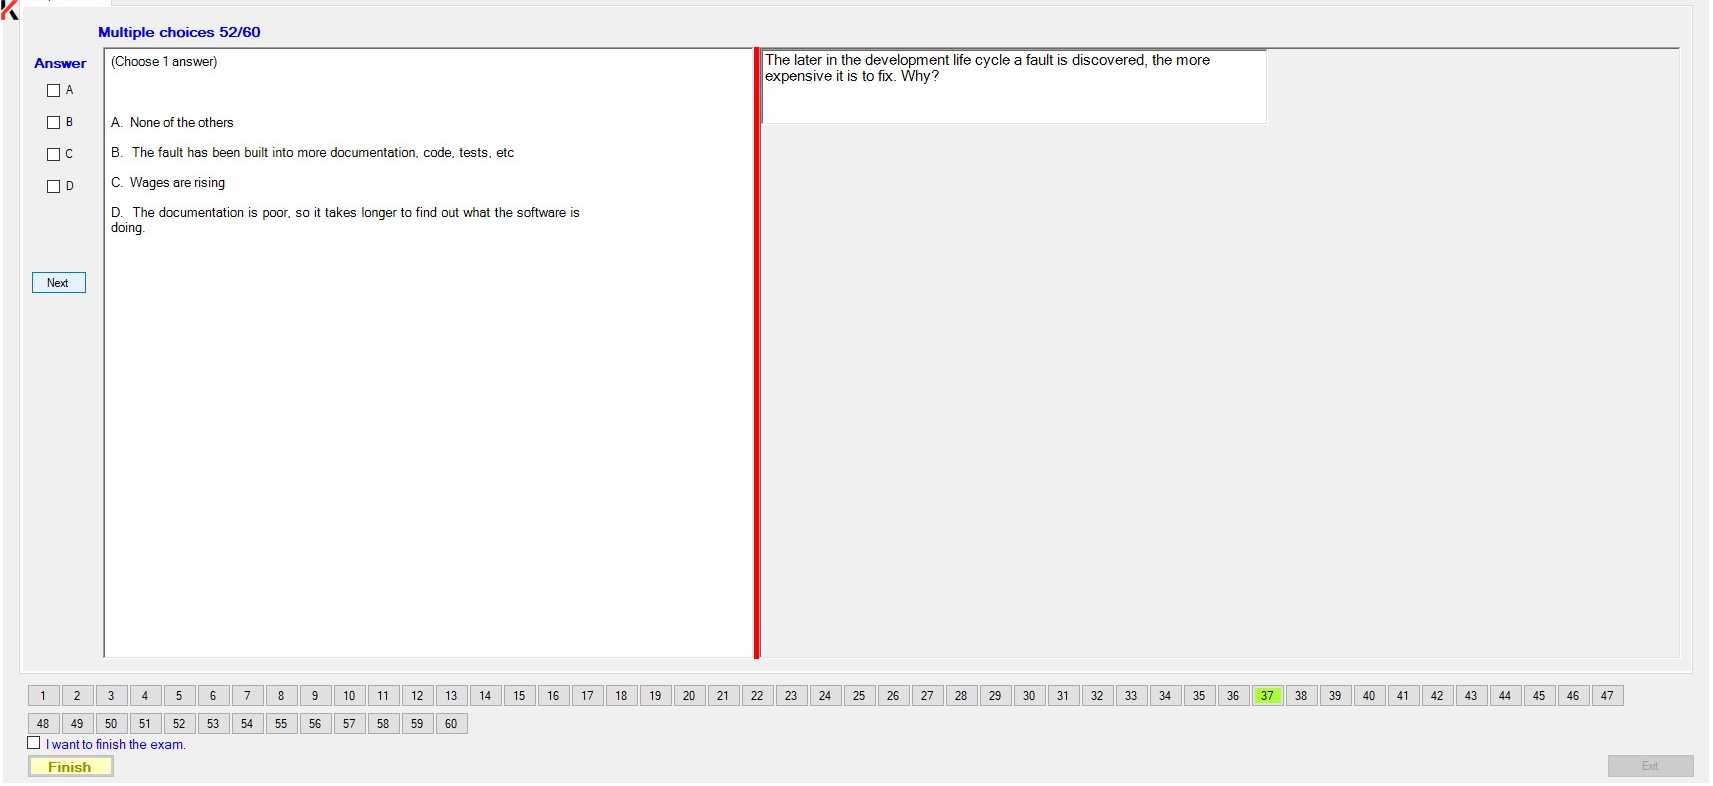 Multiple choices 52/60
Answer
A
B
C
D
Next
(Choose 1 answer)
A. None of the others
B. The fault has been built into more documentation, code, tests, etc
C. Wages are rising
D. The documentation is poor, so it takes longer to find out what the software is
doing.
The later in the development life cycle a fault is discovered, the more
expensive it is to fix. Why?
1 2 3 4 5 6 7 8 9 10 11 12 13 14 15 16 17 18 19 20 21 22 23 24 25 26 27 28 29 30 31 32 33 34 35 36 37 38 39 40 41 42 43 44 45 46 47
48 49 50 51 52 53 54 55 56 57 58 59 60
I want to finish the exam.
Finish
Exit